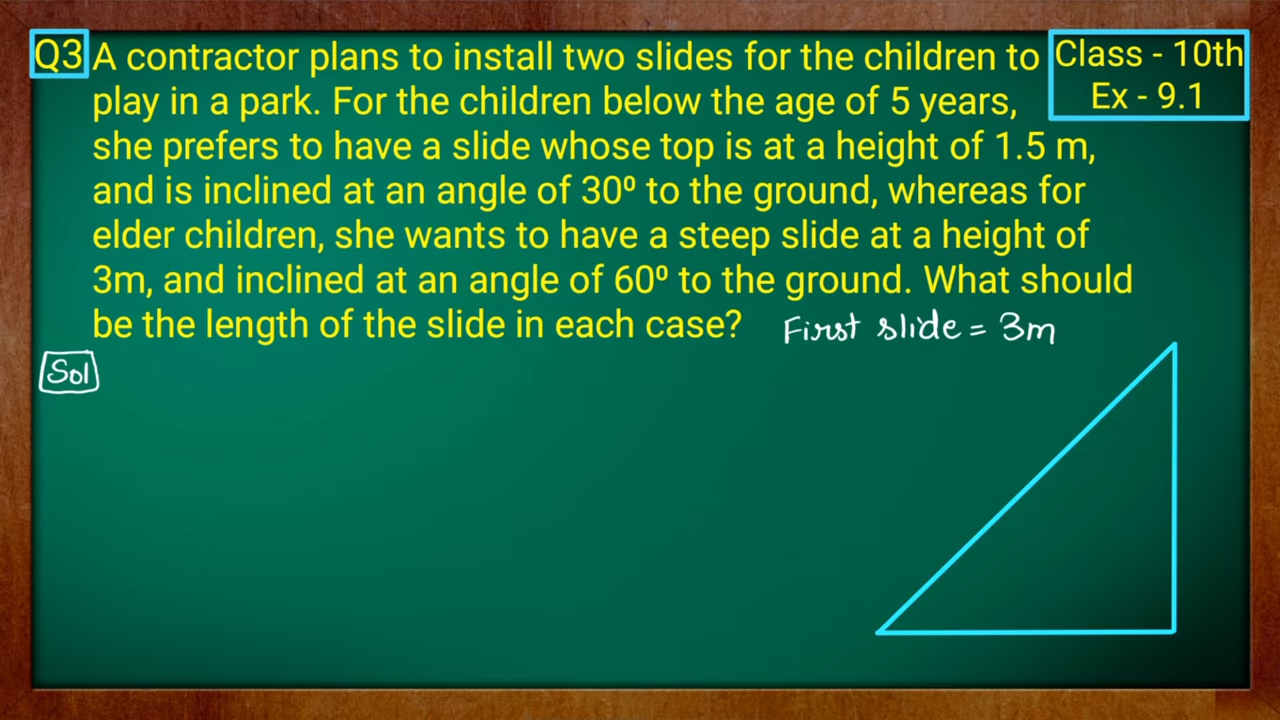 Q3 A contractor plans to install two slides for the children to
Class - 10th
Ex - 9.1
play in a park. For the children below the age of 5 years,
she prefers to have a slide whose top is at a height of 1.5 m,
and is inclined at an angle of 30⁰ to the ground, whereas for
elder children, she wants to have a steep slide at a height of
3m, and inclined at an angle of 60⁰ to the ground. What should
be the length of the slide in each case? First slide = 3m
Sol